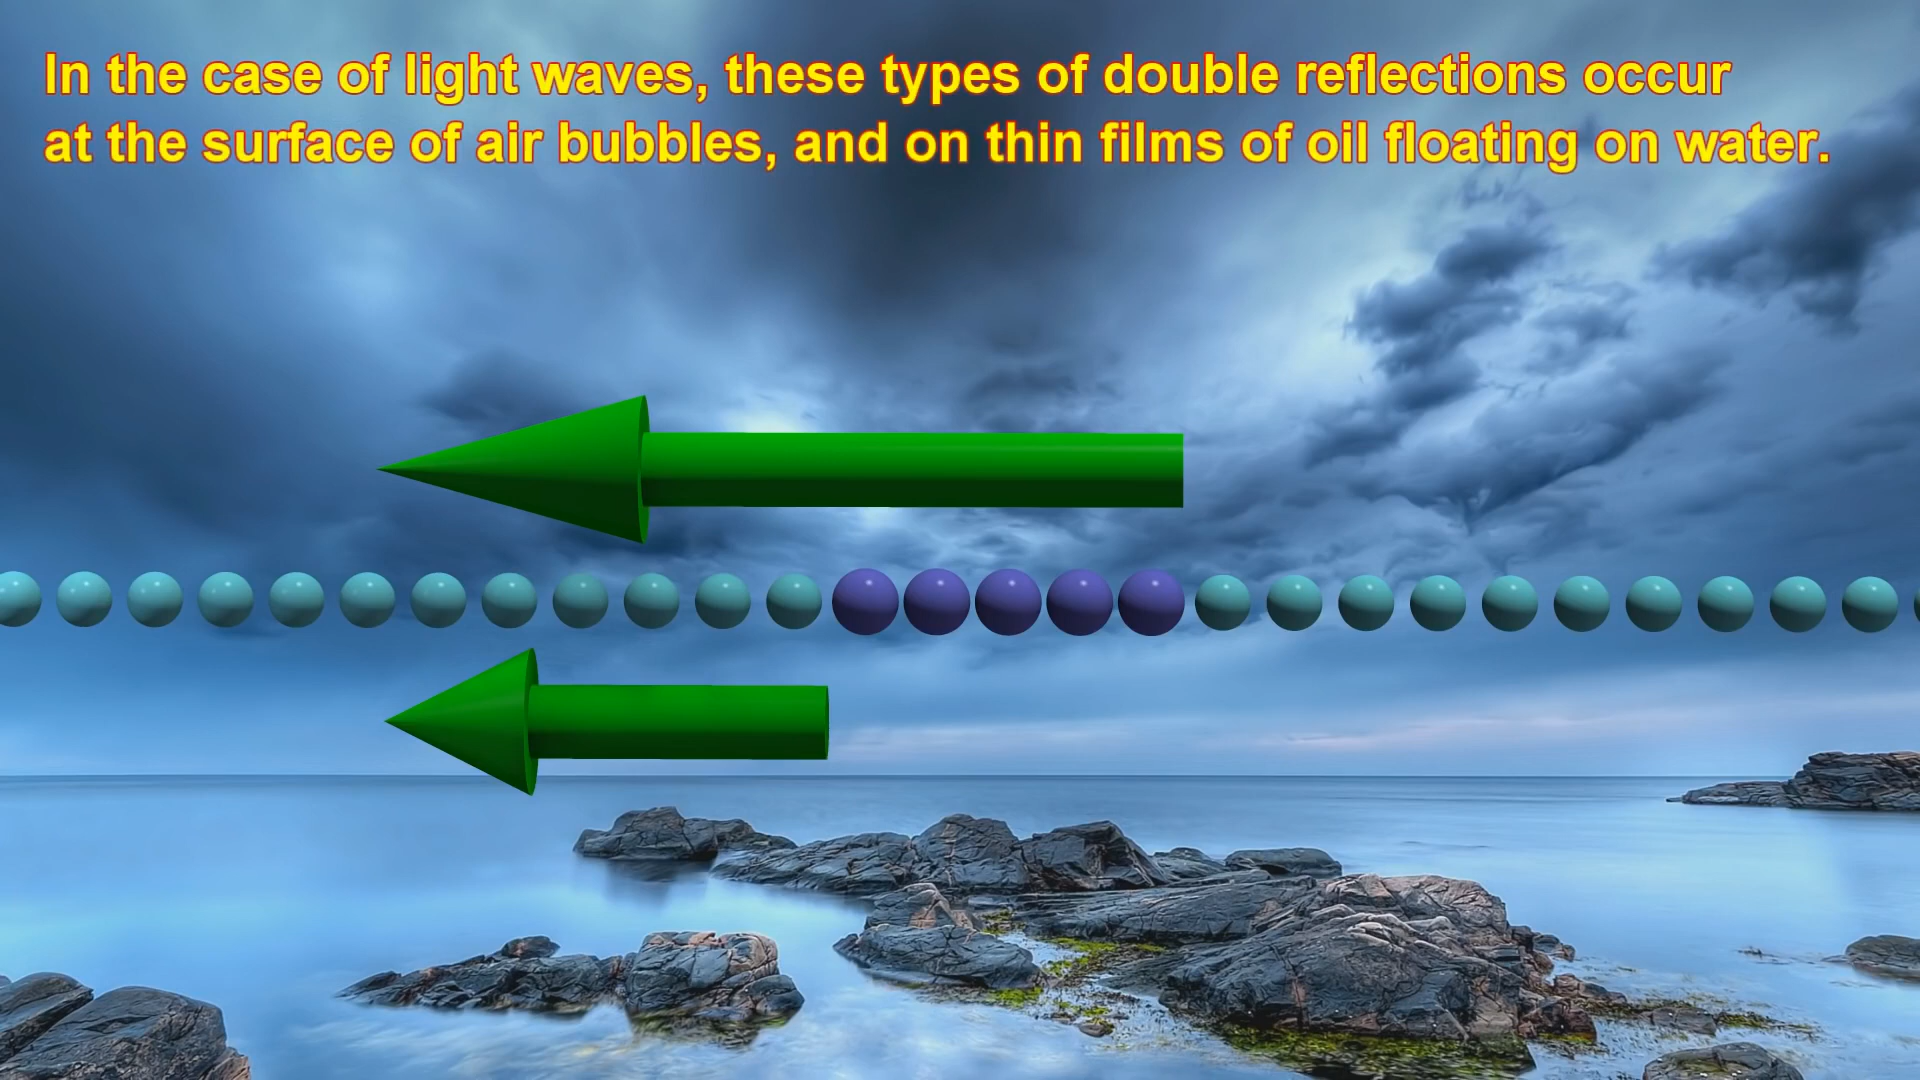 In the case of light waves, these types of double reflections occur
at the surface of air bubbles, and on thin films of oil floating on water.